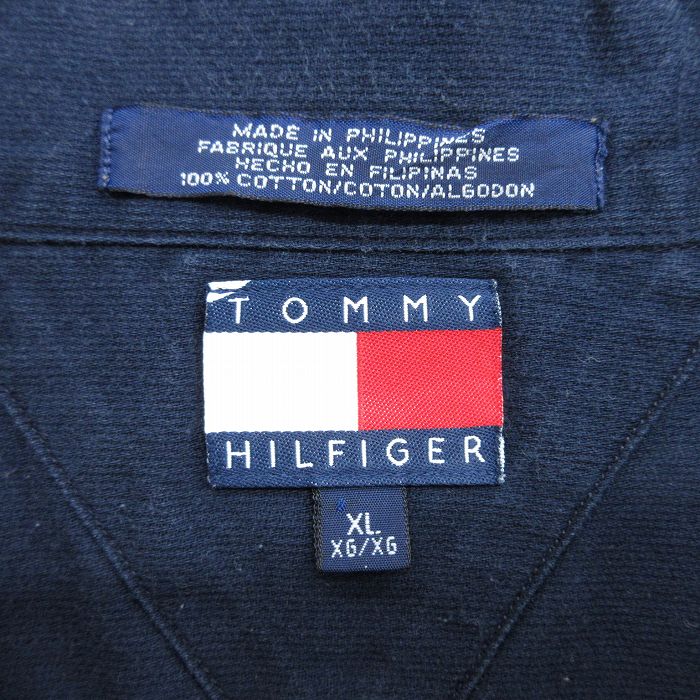 MADE IN PHILIPPINES
FABRIQUE AUX PHILIPPINES
HECHO EN FILIPINAS
100% COTTON/COTON/ALGODON
TOMMY
HILFIGER
XL
XG/XG